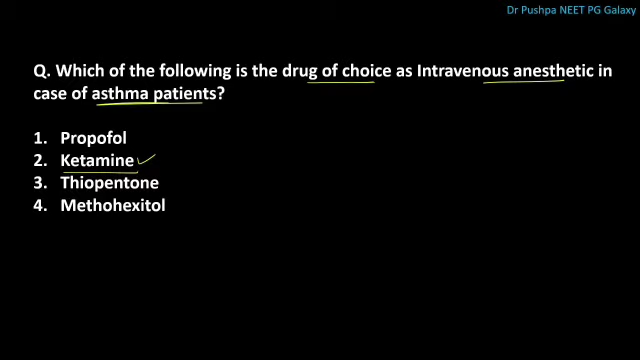 Dr Pushpa NEET PG Galaxy
Q. Which of the following is the drug of choice as Intravenous anesthetic in
case of asthma patients?
1. Propofol
2. Ketamine
3. Thiopentone
4. Methohexitol